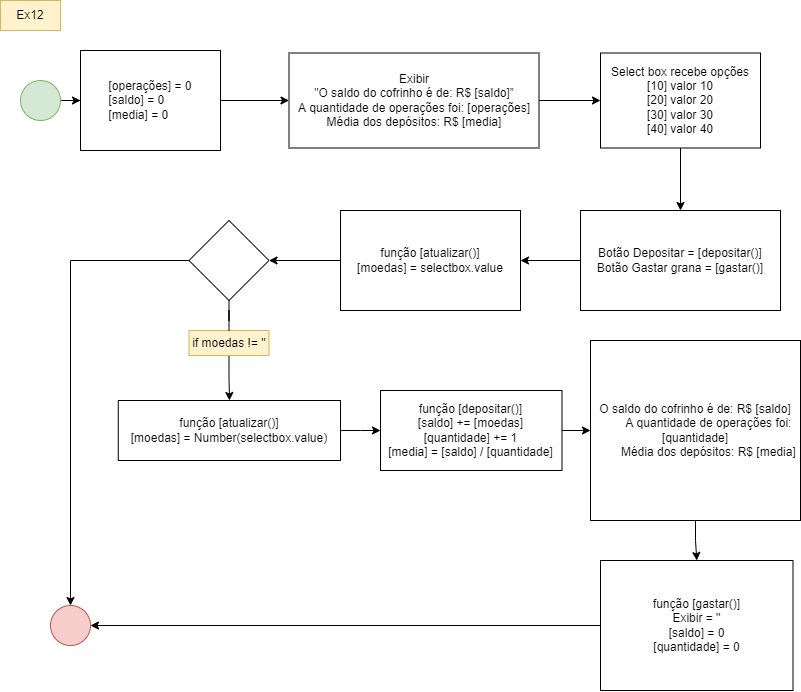 Ex12
[operações] = 0
[saldo] = 0
[media] = 0
Exibir
"O saldo do cofrinho é de: R$ [saldo]"
A quantidade de operações foi: [operações]
Média dos depósitos: R$ [media]
Select box recebe opções
[10] valor 10
[20] valor 20
[30] valor 30
[40] valor 40
Botão Depositar = [depositar()]
Botão Gastar grana = [gastar()]
função [atualizar()]
[moedas] = selectbox.value
if moedas != ''
função [atualizar()]
[moedas] = Number(selectbox.value)
função [depositar()]
[saldo] += [moedas]
[quantidade] += 1
[media] = [saldo] / [quantidade]
O saldo do cofrinho é de: R$ [saldo]
A quantidade de operações foi:
[quantidade]
Média dos depósitos: R$ [media]
função [gastar()]
Exibir = ''
[saldo] = 0
[quantidade] = 0